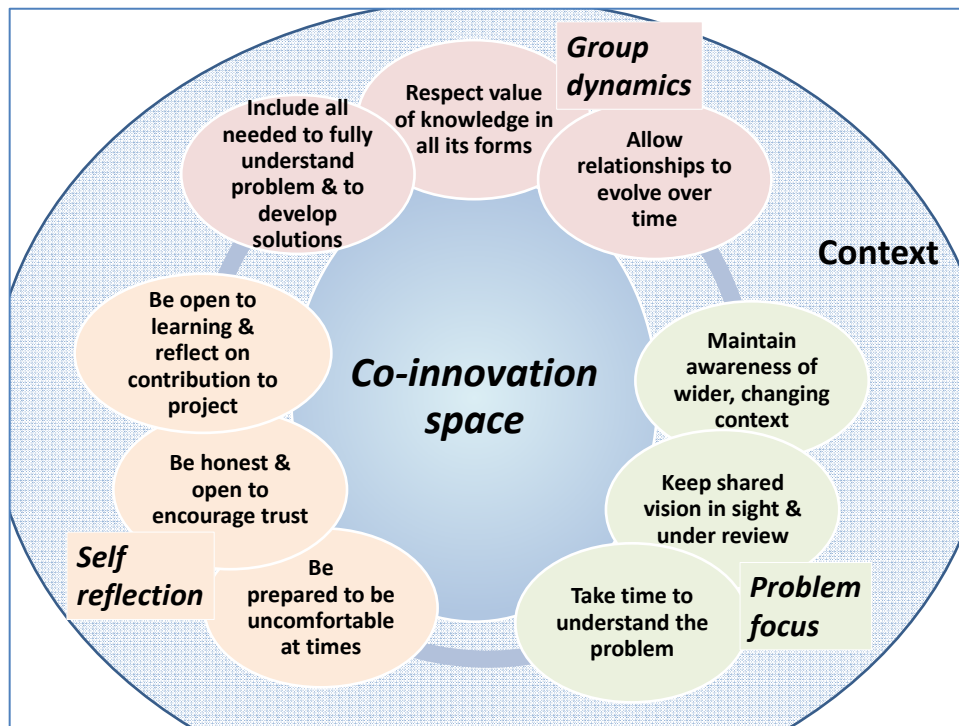 Group
dynamics
Respect value
of knowledge in
all its forms
Include all
needed to fully
understand
problem & to
develop
solutions
Allow
relationships to
evolve over
time
Context
Be open to
learning &
reflect on
contribution to
project
Maintain
awareness of
wider, changing
context
Co-innovation
space
Be honest &
open to
encourage trust
Keep shared
vision in sight &
under review
Self
reflection
Be
prepared to be
uncomfortable
at times
Take time to
understand the
problem
Problem
focus